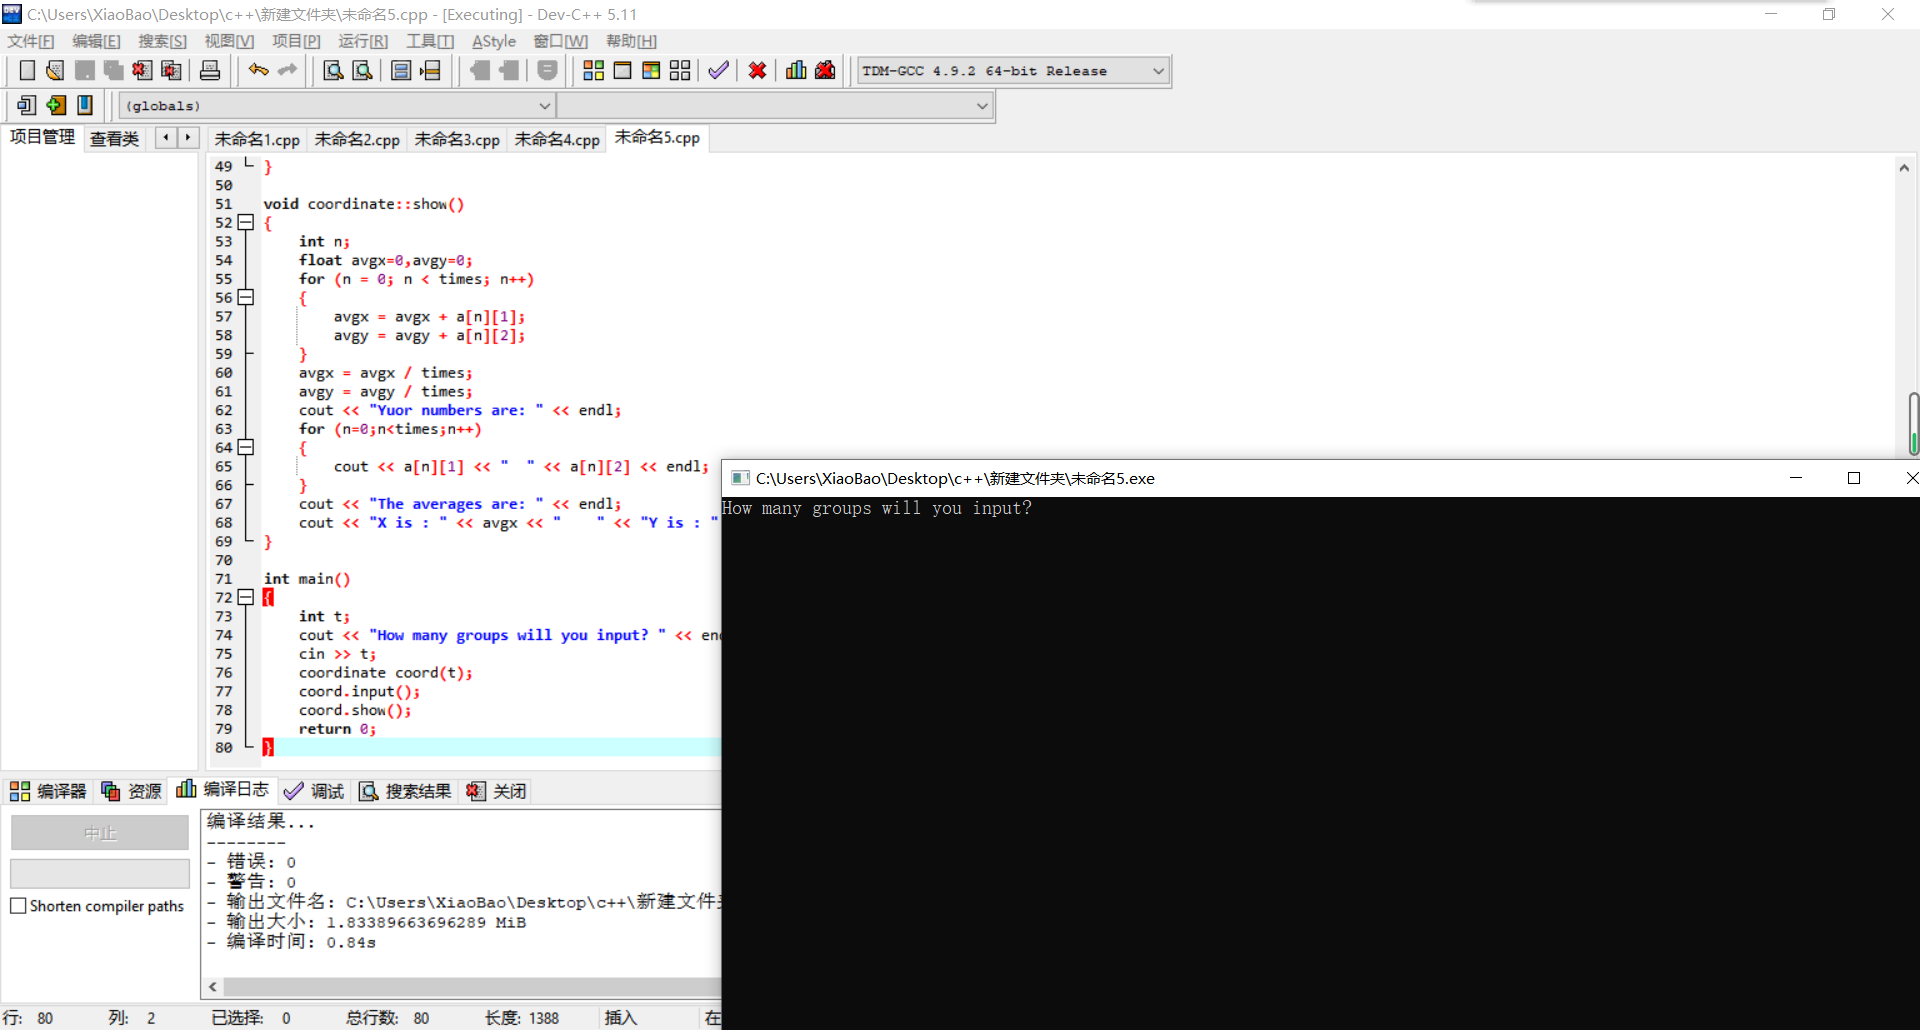 C:\Users\XiaoBao\Desktop\c++\新建文件夹\未命名5.cpp - [Executing] - Dev-C++ 5.11
文件[F] 编辑[E] 搜索[S] 视图[V] 项目[P] 运行[R] 工具[T] AStyle 窗口[W] 帮助[H]
TDM-GCC 4.9.2 64-bit Release
(globals)
项目管理 查看类 未命名1.cpp 未命名2.cpp 未命名3.cpp 未命名4.cpp 未命名5.cpp
49 }
50
51 void coordinate::show()
52 {
53 int n;
54 float avgx=0,avgy=0;
55 for (n = 0; n < times; n++)
56 {
57 avgx = avgx + a[n][1];
58 avgy = avgy + a[n][2];
59 }
60 avgx = avgx / times;
61 avgy = avgy / times;
62 cout << "Yuor numbers are: " << endl;
63 for (n=0;n<times;n++)
64 {
65 cout << a[n][1] << "  " << a[n][2] << endl;
66 }
67 cout << "The averages are: " << endl;
68 cout << "X is : " << avgx << "    " << "Y is : "
69 }
70
71 int main()
72 {
73 int t;
74 cout << "How many groups will you input? " << en
75 cin >> t;
76 coordinate coord(t);
77 coord.input();
78 coord.show();
79 return 0;
80 }
C:\Users\XiaoBao\Desktop\c++\新建文件夹\未命名5.exe
How many groups will you input?
编译器 资源 编译日志 调试 搜索结果 关闭
中止
Shorten compiler paths
编译结果...
--------
- 错误: 0
- 警告: 0
- 输出文件名: C:\Users\XiaoBao\Desktop\c++\新建文件夹
- 输出大小: 1.83389663696289 MiB
- 编译时间: 0.84s
行: 80 列: 2 已选择: 0 总行数: 80 长度: 1388 插入 在